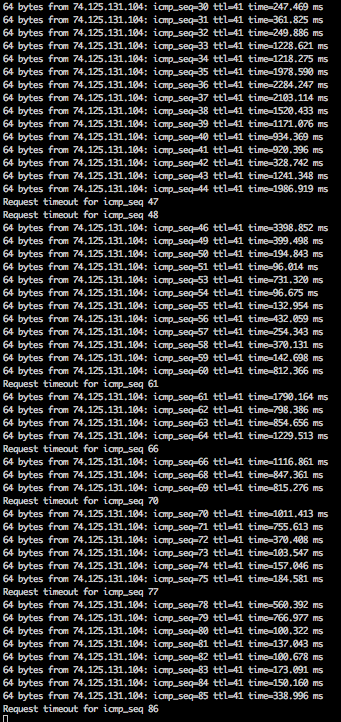 64 bytes from 74.125.131.104: icmp_seq=30 ttl=41 time=247.469 ms
64 bytes from 74.125.131.104: icmp_seq=31 ttl=41 time=361.825 ms
64 bytes from 74.125.131.104: icmp_seq=32 ttl=41 time=249.886 ms
64 bytes from 74.125.131.104: icmp_seq=33 ttl=41 time=1228.621 ms
64 bytes from 74.125.131.104: icmp_seq=34 ttl=41 time=1218.275 ms
64 bytes from 74.125.131.104: icmp_seq=35 ttl=41 time=1978.590 ms
64 bytes from 74.125.131.104: icmp_seq=36 ttl=41 time=2284.247 ms
64 bytes from 74.125.131.104: icmp_seq=37 ttl=41 time=2103.114 ms
64 bytes from 74.125.131.104: icmp_seq=38 ttl=41 time=1520.433 ms
64 bytes from 74.125.131.104: icmp_seq=39 ttl=41 time=1171.076 ms
64 bytes from 74.125.131.104: icmp_seq=40 ttl=41 time=934.369 ms
64 bytes from 74.125.131.104: icmp_seq=41 ttl=41 time=920.396 ms
64 bytes from 74.125.131.104: icmp_seq=42 ttl=41 time=328.742 ms
64 bytes from 74.125.131.104: icmp_seq=43 ttl=41 time=1241.348 ms
64 bytes from 74.125.131.104: icmp_seq=44 ttl=41 time=1986.919 ms
Request timeout for icmp_seq 47
Request timeout for icmp_seq 48
64 bytes from 74.125.131.104: icmp_seq=46 ttl=41 time=3398.852 ms
64 bytes from 74.125.131.104: icmp_seq=49 ttl=41 time=399.498 ms
64 bytes from 74.125.131.104: icmp_seq=50 ttl=41 time=194.843 ms
64 bytes from 74.125.131.104: icmp_seq=51 ttl=41 time=96.014 ms
64 bytes from 74.125.131.104: icmp_seq=53 ttl=41 time=731.320 ms
64 bytes from 74.125.131.104: icmp_seq=54 ttl=41 time=96.675 ms
64 bytes from 74.125.131.104: icmp_seq=55 ttl=41 time=132.954 ms
64 bytes from 74.125.131.104: icmp_seq=56 ttl=41 time=432.059 ms
64 bytes from 74.125.131.104: icmp_seq=57 ttl=41 time=254.343 ms
64 bytes from 74.125.131.104: icmp_seq=58 ttl=41 time=370.131 ms
64 bytes from 74.125.131.104: icmp_seq=59 ttl=41 time=142.698 ms
64 bytes from 74.125.131.104: icmp_seq=60 ttl=41 time=812.366 ms
Request timeout for icmp_seq 61
64 bytes from 74.125.131.104: icmp_seq=61 ttl=41 time=1790.164 ms
64 bytes from 74.125.131.104: icmp_seq=62 ttl=41 time=798.386 ms
64 bytes from 74.125.131.104: icmp_seq=63 ttl=41 time=854.656 ms
64 bytes from 74.125.131.104: icmp_seq=64 ttl=41 time=1229.513 ms
Request timeout for icmp_seq 66
64 bytes from 74.125.131.104: icmp_seq=66 ttl=41 time=1116.861 ms
64 bytes from 74.125.131.104: icmp_seq=68 ttl=41 time=847.361 ms
64 bytes from 74.125.131.104: icmp_seq=69 ttl=41 time=815.276 ms
Request timeout for icmp_seq 70
64 bytes from 74.125.131.104: icmp_seq=70 ttl=41 time=1011.413 ms
64 bytes from 74.125.131.104: icmp_seq=71 ttl=41 time=755.613 ms
64 bytes from 74.125.131.104: icmp_seq=72 ttl=41 time=370.408 ms
64 bytes from 74.125.131.104: icmp_seq=73 ttl=41 time=103.547 ms
64 bytes from 74.125.131.104: icmp_seq=74 ttl=41 time=157.046 ms
64 bytes from 74.125.131.104: icmp_seq=75 ttl=41 time=184.581 ms
Request timeout for icmp_seq 77
64 bytes from 74.125.131.104: icmp_seq=78 ttl=41 time=560.392 ms
64 bytes from 74.125.131.104: icmp_seq=79 ttl=41 time=766.977 ms
64 bytes from 74.125.131.104: icmp_seq=80 ttl=41 time=100.322 ms
64 bytes from 74.125.131.104: icmp_seq=81 ttl=41 time=137.043 ms
64 bytes from 74.125.131.104: icmp_seq=82 ttl=41 time=100.678 ms
64 bytes from 74.125.131.104: icmp_seq=83 ttl=41 time=173.091 ms
64 bytes from 74.125.131.104: icmp_seq=84 ttl=41 time=150.160 ms
64 bytes from 74.125.131.104: icmp_seq=85 ttl=41 time=338.996 ms
Request timeout for icmp_seq 86